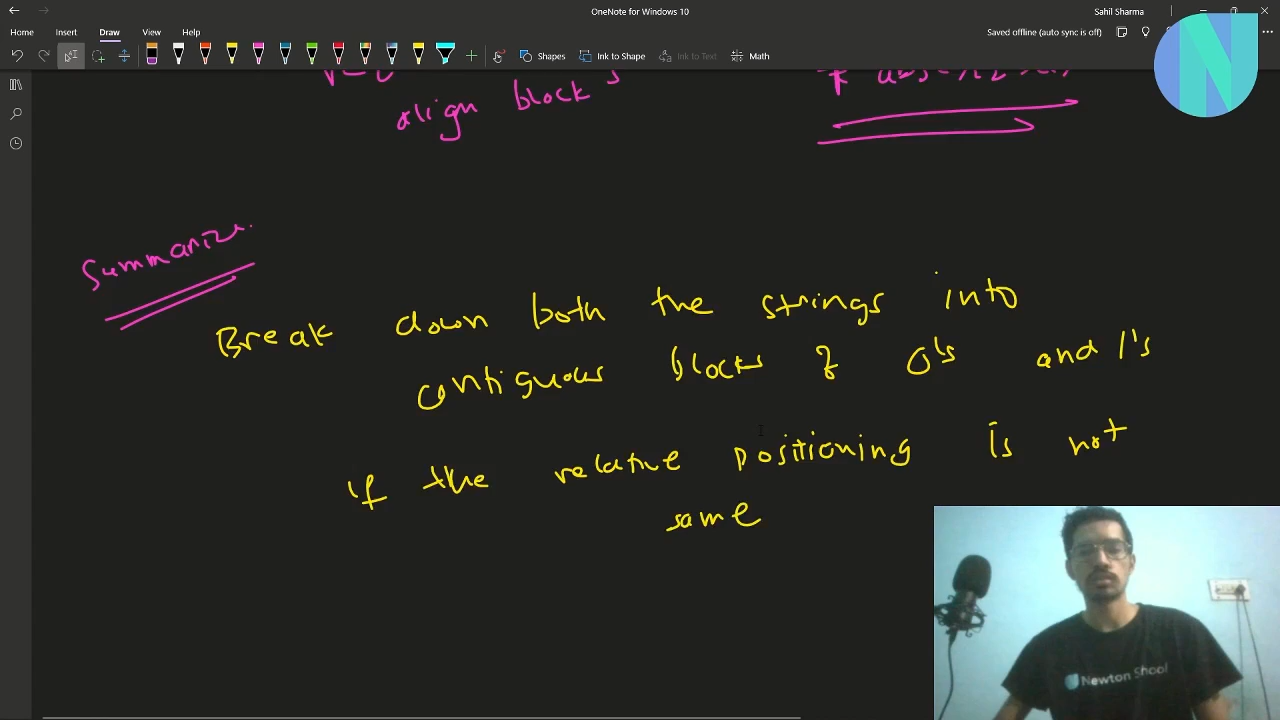 OneNote for Windows 10
Sahil Sharma
Home Insert Draw View Help
Saved offline (auto sync is off)
Shapes Ink to Shape Ink to Text Math
align blocks
Summarize.
Break down both the strings into
contiguous blocks of 0's and 1's
if the relative positioning is not
same
Newton School